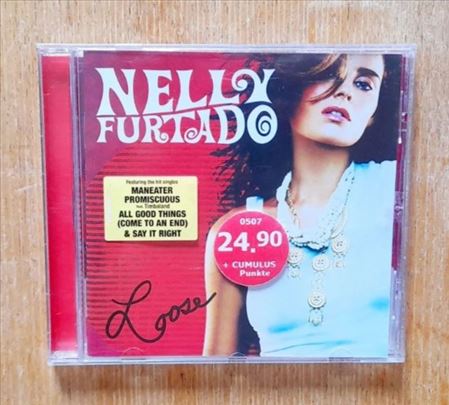 NELLY
FURTADO
Featuring the hit singles
MANEATER
PROMISCUOUS
feat. Timbaland
ALL GOOD THINGS
(COME TO AN END)
& SAY IT RIGHT
0507
24.90
+ CUMULUS
Punkte
Loose